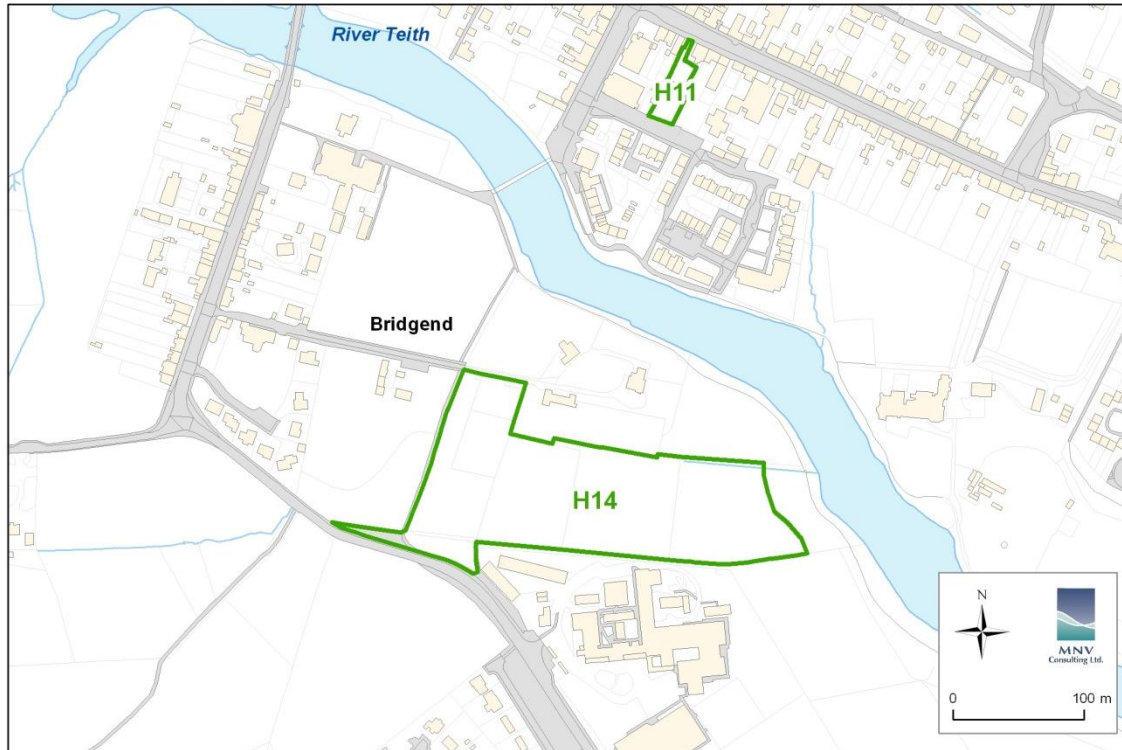 River Teith
H11
Bridgend
H14
N
MNV
Consulting Ltd.
0 100 m